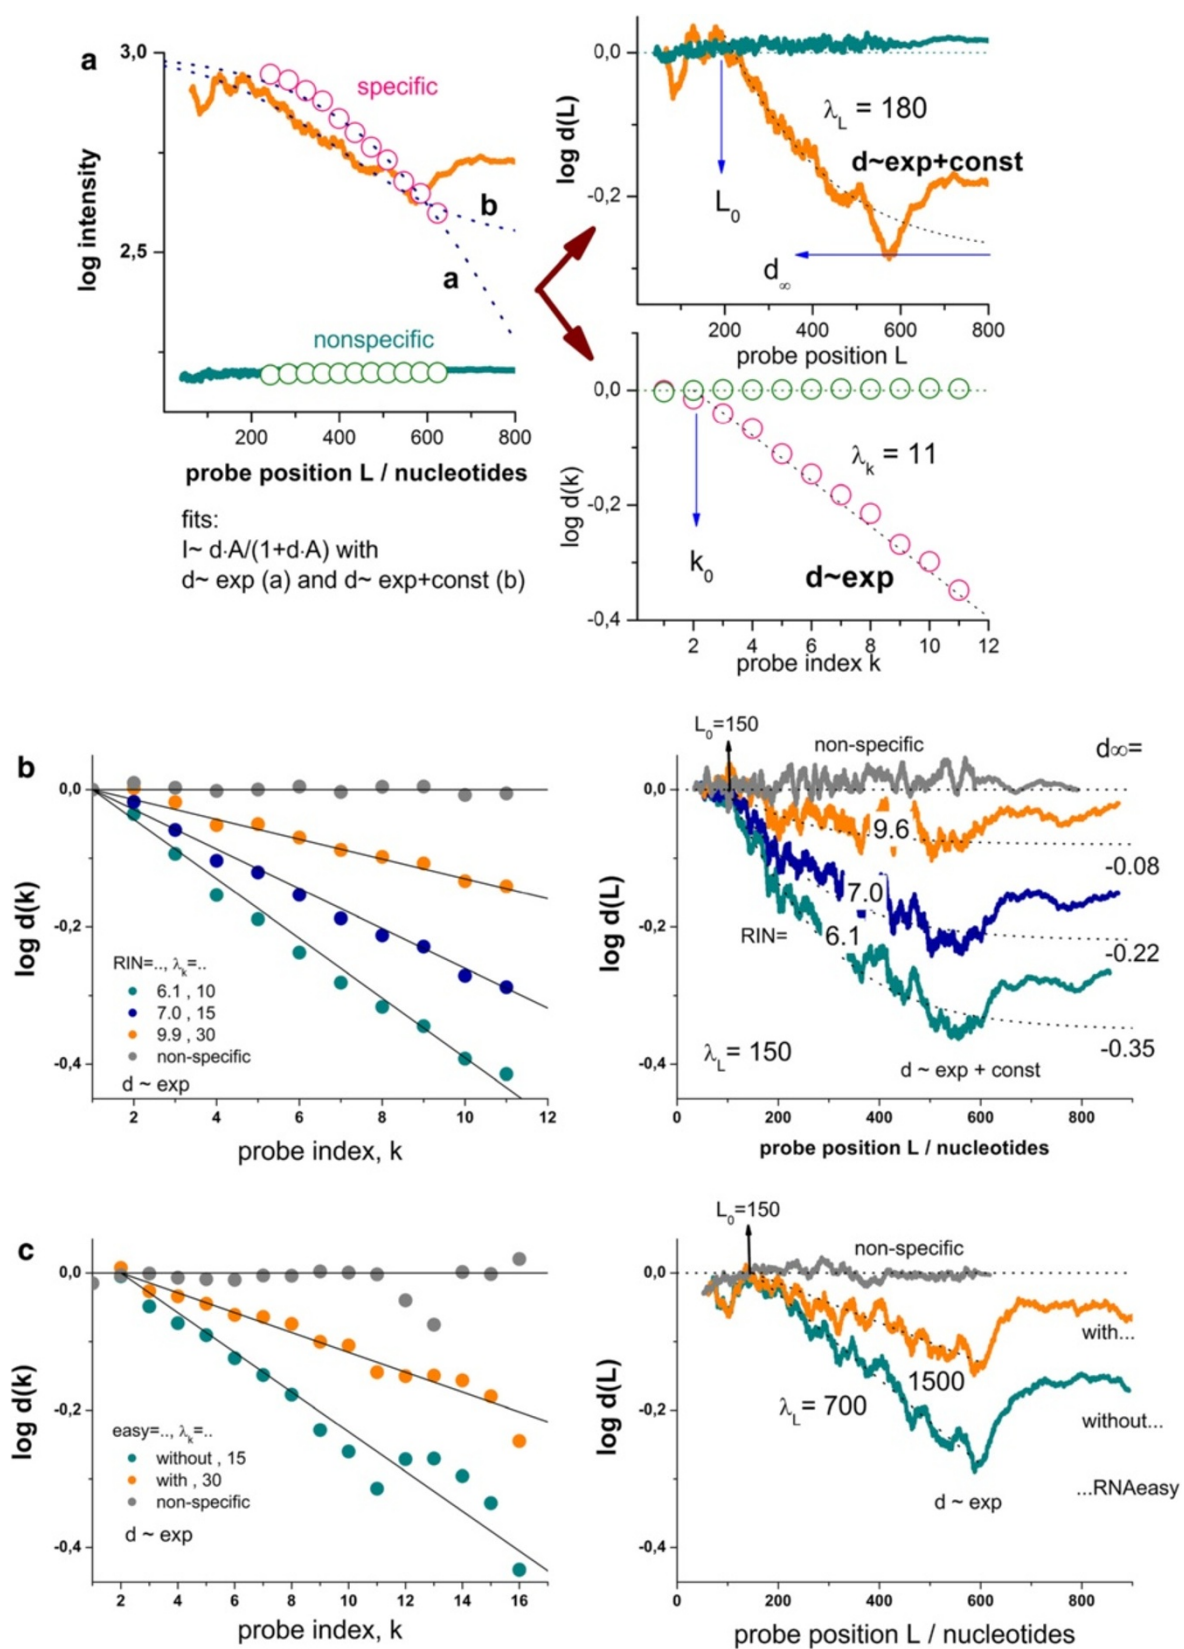 a
3,0
2,5
log intensity
specific
b
a
nonspecific
200 400 600 800
probe position L / nucleotides
fits:
I~ d·A/(1+d·A) with
d~ exp (a) and d~ exp+const (b)
0,0
-0,2
log d(L)
λL = 180
d~exp+const
L0
d∞
200 400 600 800
probe position L
0,0
-0,2
-0,4
log d(k)
λk = 11
k0
d~exp
2 4 6 8 10 12
probe index k
b
0,0
-0,2
-0,4
log d(k)
RIN=.., λk=..
6.1 , 10
7.0 , 15
9.9 , 30
non-specific
d ~ exp
2 4 6 8 10 12
probe index, k
L0=150
non-specific
d∞=
0,0
-0,2
-0,4
log d(L)
9.6
-0.08
7.0
RIN= 6.1
-0.22
λL= 150
-0.35
d ~ exp + const
0 200 400 600 800
probe position L / nucleotides
c
0,0
-0,2
-0,4
log d(k)
easy=.., λk=..
without , 15
with , 30
non-specific
d ~ exp
2 4 6 8 10 12 14 16
probe index, k
L0=150
non-specific
0,0
-0,2
-0,4
log d(L)
with...
1500
λL= 700
without...
...RNAeasy
d ~ exp
0 200 400 600 800
probe position L / nucleotides